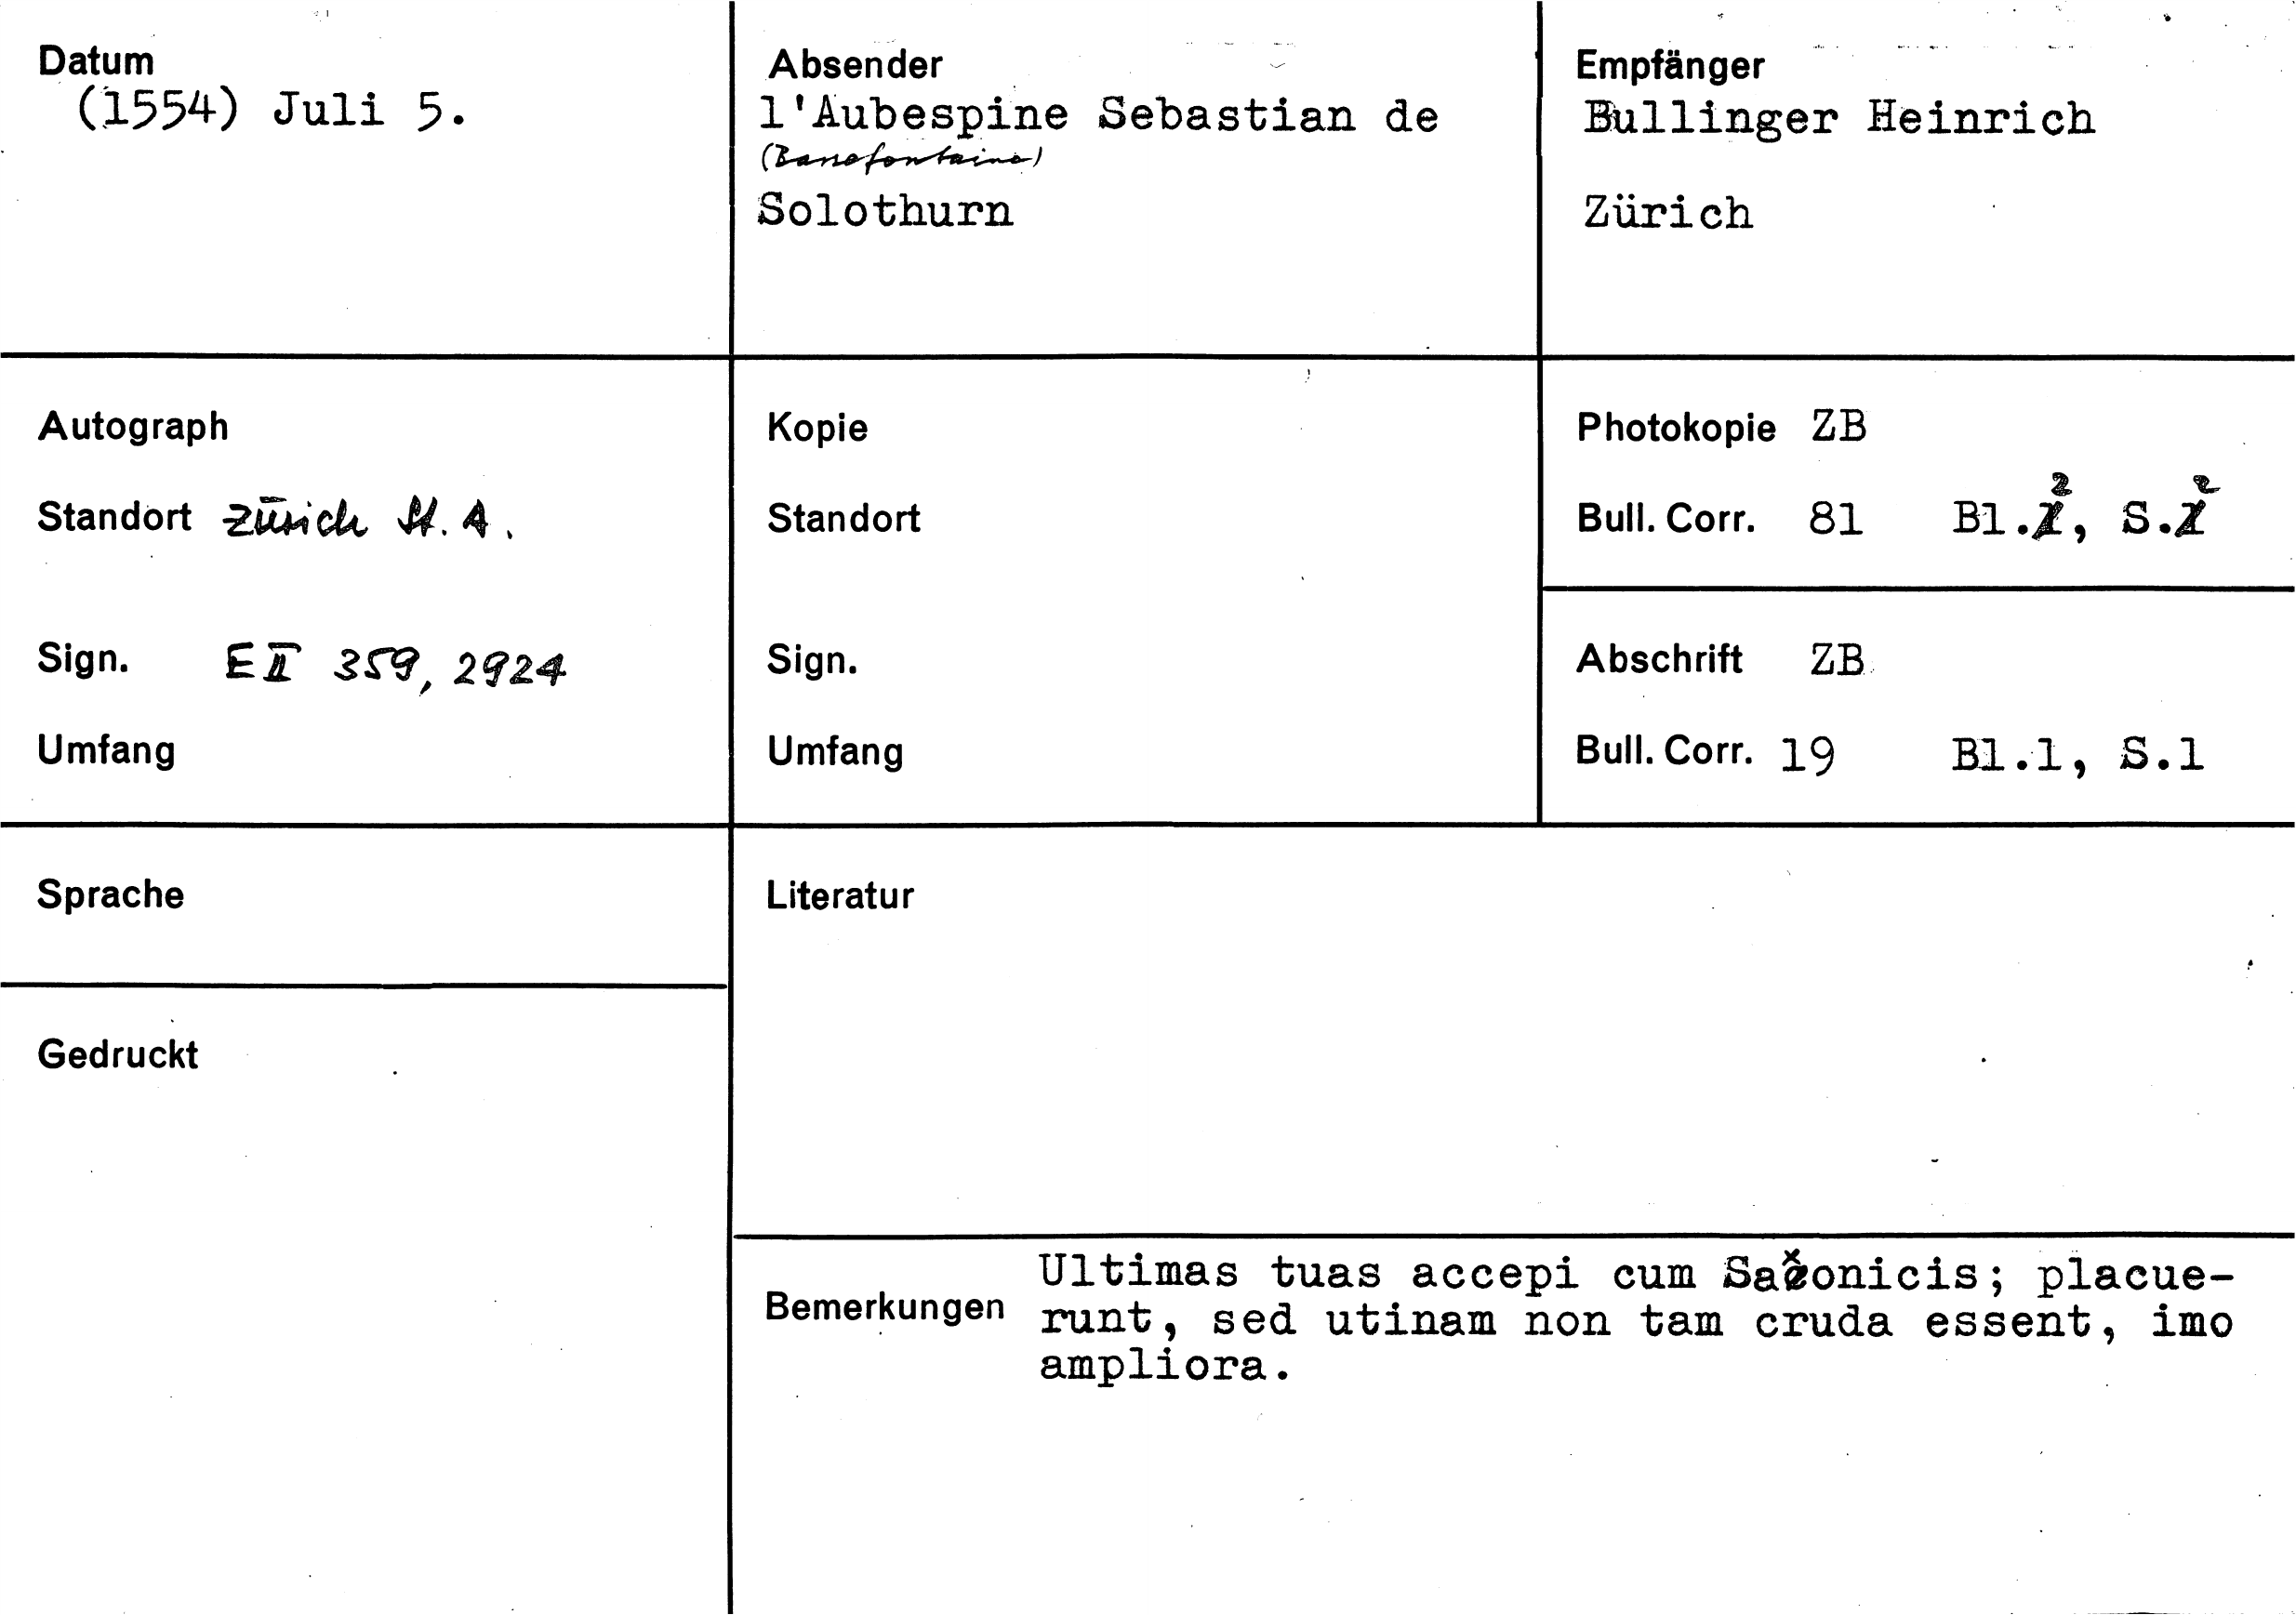 Datum
(1554) Juli 5.
Absender
l'Aubespine Sebastian de
(Bassefontaine)
Solothurn
Empfänger
Bullinger Heinrich
Zürich
Autograph
Standort Zürich St. A.
Sign. E II 359, 2924
Umfang
Kopie
Standort
Sign.
Umfang
Photokopie ZB
Bull. Corr. 81 Bl. 2, S. 2
Abschrift ZB
Bull. Corr. 19 Bl.1, S.1
Sprache
Gedruckt
Literatur
Bemerkungen
Ultimas tuas accepi cum Saxonicis; placue-
runt, sed utinam non tam cruda essent, imo
ampliora.